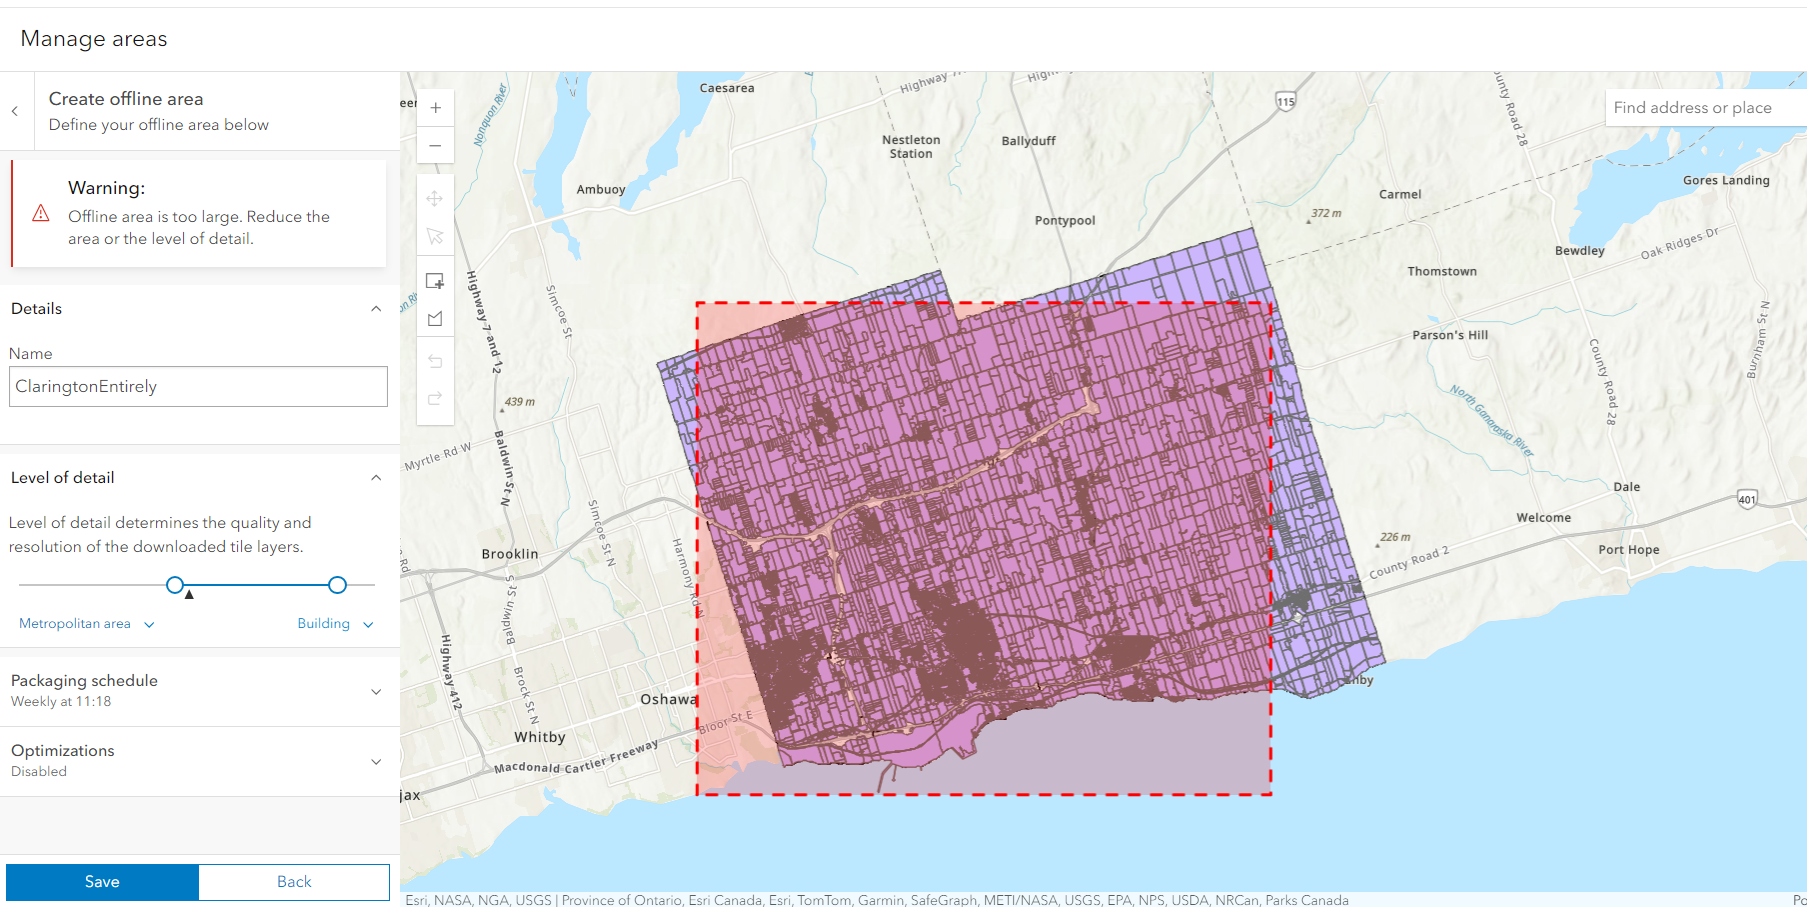 Manage areas
Create offline area
Define your offline area below
Warning:
Offline area is too large. Reduce the
area or the level of detail.
Details
Name
ClaringtonEntirely
Level of detail
Level of detail determines the quality and
resolution of the downloaded tile layers.
Metropolitan area
Building
Packaging schedule
Weekly at 11:18
Optimizations
Disabled
Save
Back
Find address or place
Caesarea
Nonquon River
Nestleton
Station
Ballyduff
115
County Road 28
Gores Landing
Ambuoy
Carmel
372 m
Pontypool
Bewdley
Oak Ridges Dr
Thomstown
Highway 7 and 12
Simcoe St
Parson's Hill
Burnham St N
County Road 28
439 m
North Ganaraska River
Baldwin St N
Myrtle Rd W
Simcoe St N
Dale
401
Welcome
226 m
Port Hope
County Road 2
Brooklin
Harmony Rd N
Baldwin St S
Highway 412
Brock St N
Oshawa
Bloor St E
Whitby
Macdonald Cartier Freeway
jax
Esri, NASA, NGA, USGS | Province of Ontario, Esri Canada, Esri, TomTom, Garmin, SafeGraph, METI/NASA, USGS, EPA, NPS, USDA, NRCan, Parks Canada
Po